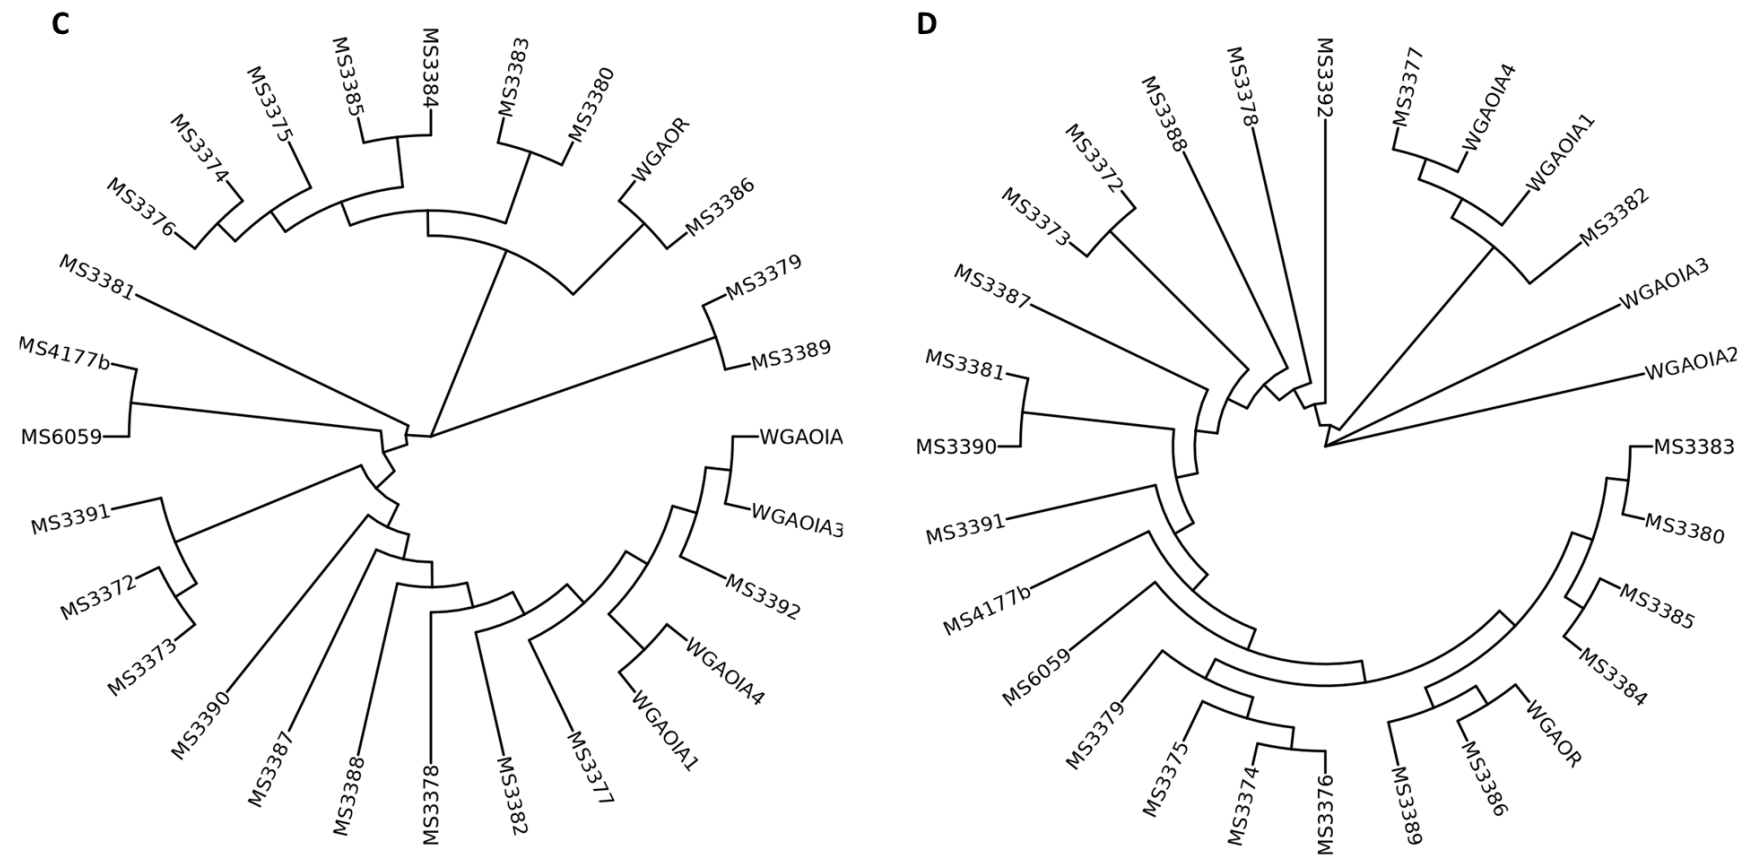 C
MS3384
MS3385
MS3383
MS3380
MS3375
WGAOR
MS3374
MS3386
MS3376
MS3379
MS3381
MS3389
MS4177b
MS6059
WGAOIA
WGAOIA3
MS3391
MS3392
MS3372
MS3373
WGAOIA4
WGAOIA1
MS3390
MS3387
MS3377
MS3388
MS3378
MS3382
D
MS3392
MS3378
MS3377
WGAOIA4
MS3388
WGAOIA1
MS3372
MS3382
MS3373
WGAOIA3
MS3387
WGAOIA2
MS3381
MS3390
MS3383
MS3391
MS3380
MS4177b
MS3385
MS6059
MS3384
MS3379
WGAOR
MS3375
MS3386
MS3374
MS3376
MS3389